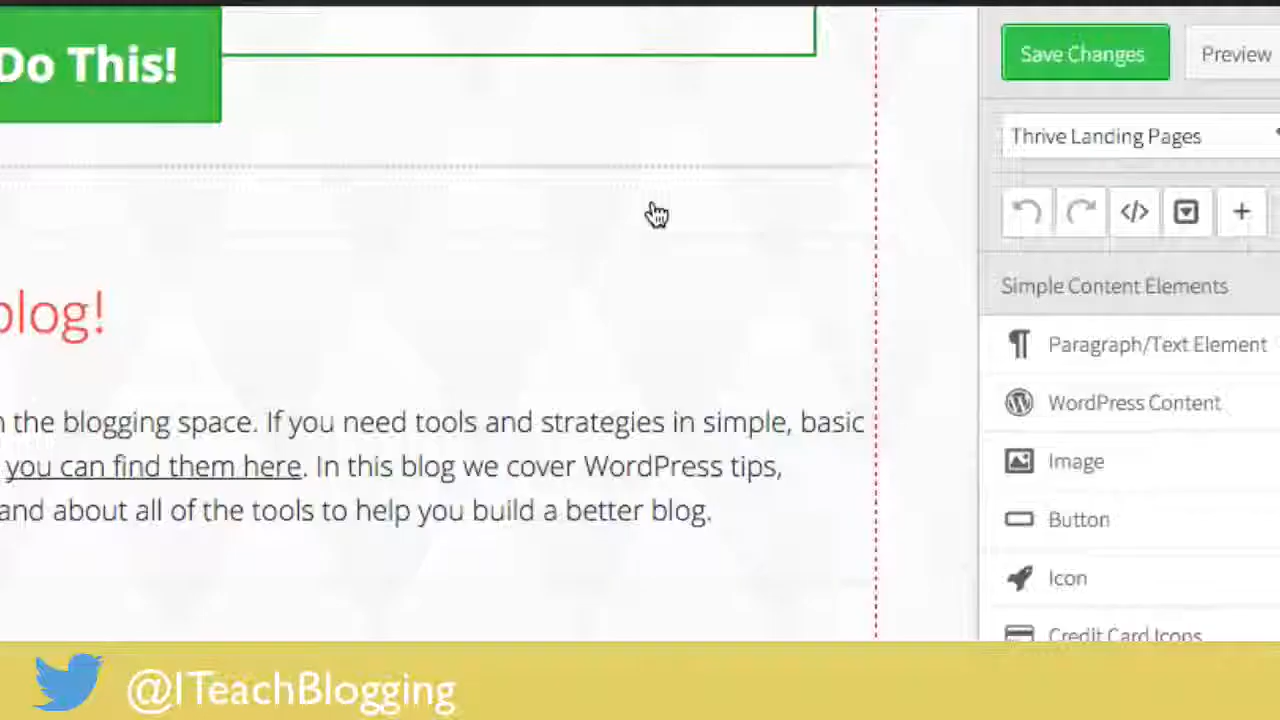 Do This!
Save Changes
Preview
Thrive Landing Pages
</>
Simple Content Elements
blog!
Paragraph/Text Element
WordPress Content
the blogging space. If you need tools and strategies in simple, basic
you can find them here. In this blog we cover WordPress tips,
and about all of the tools to help you build a better blog.
Image
Button
Icon
Credit Card Icons
@ITeachBlogging